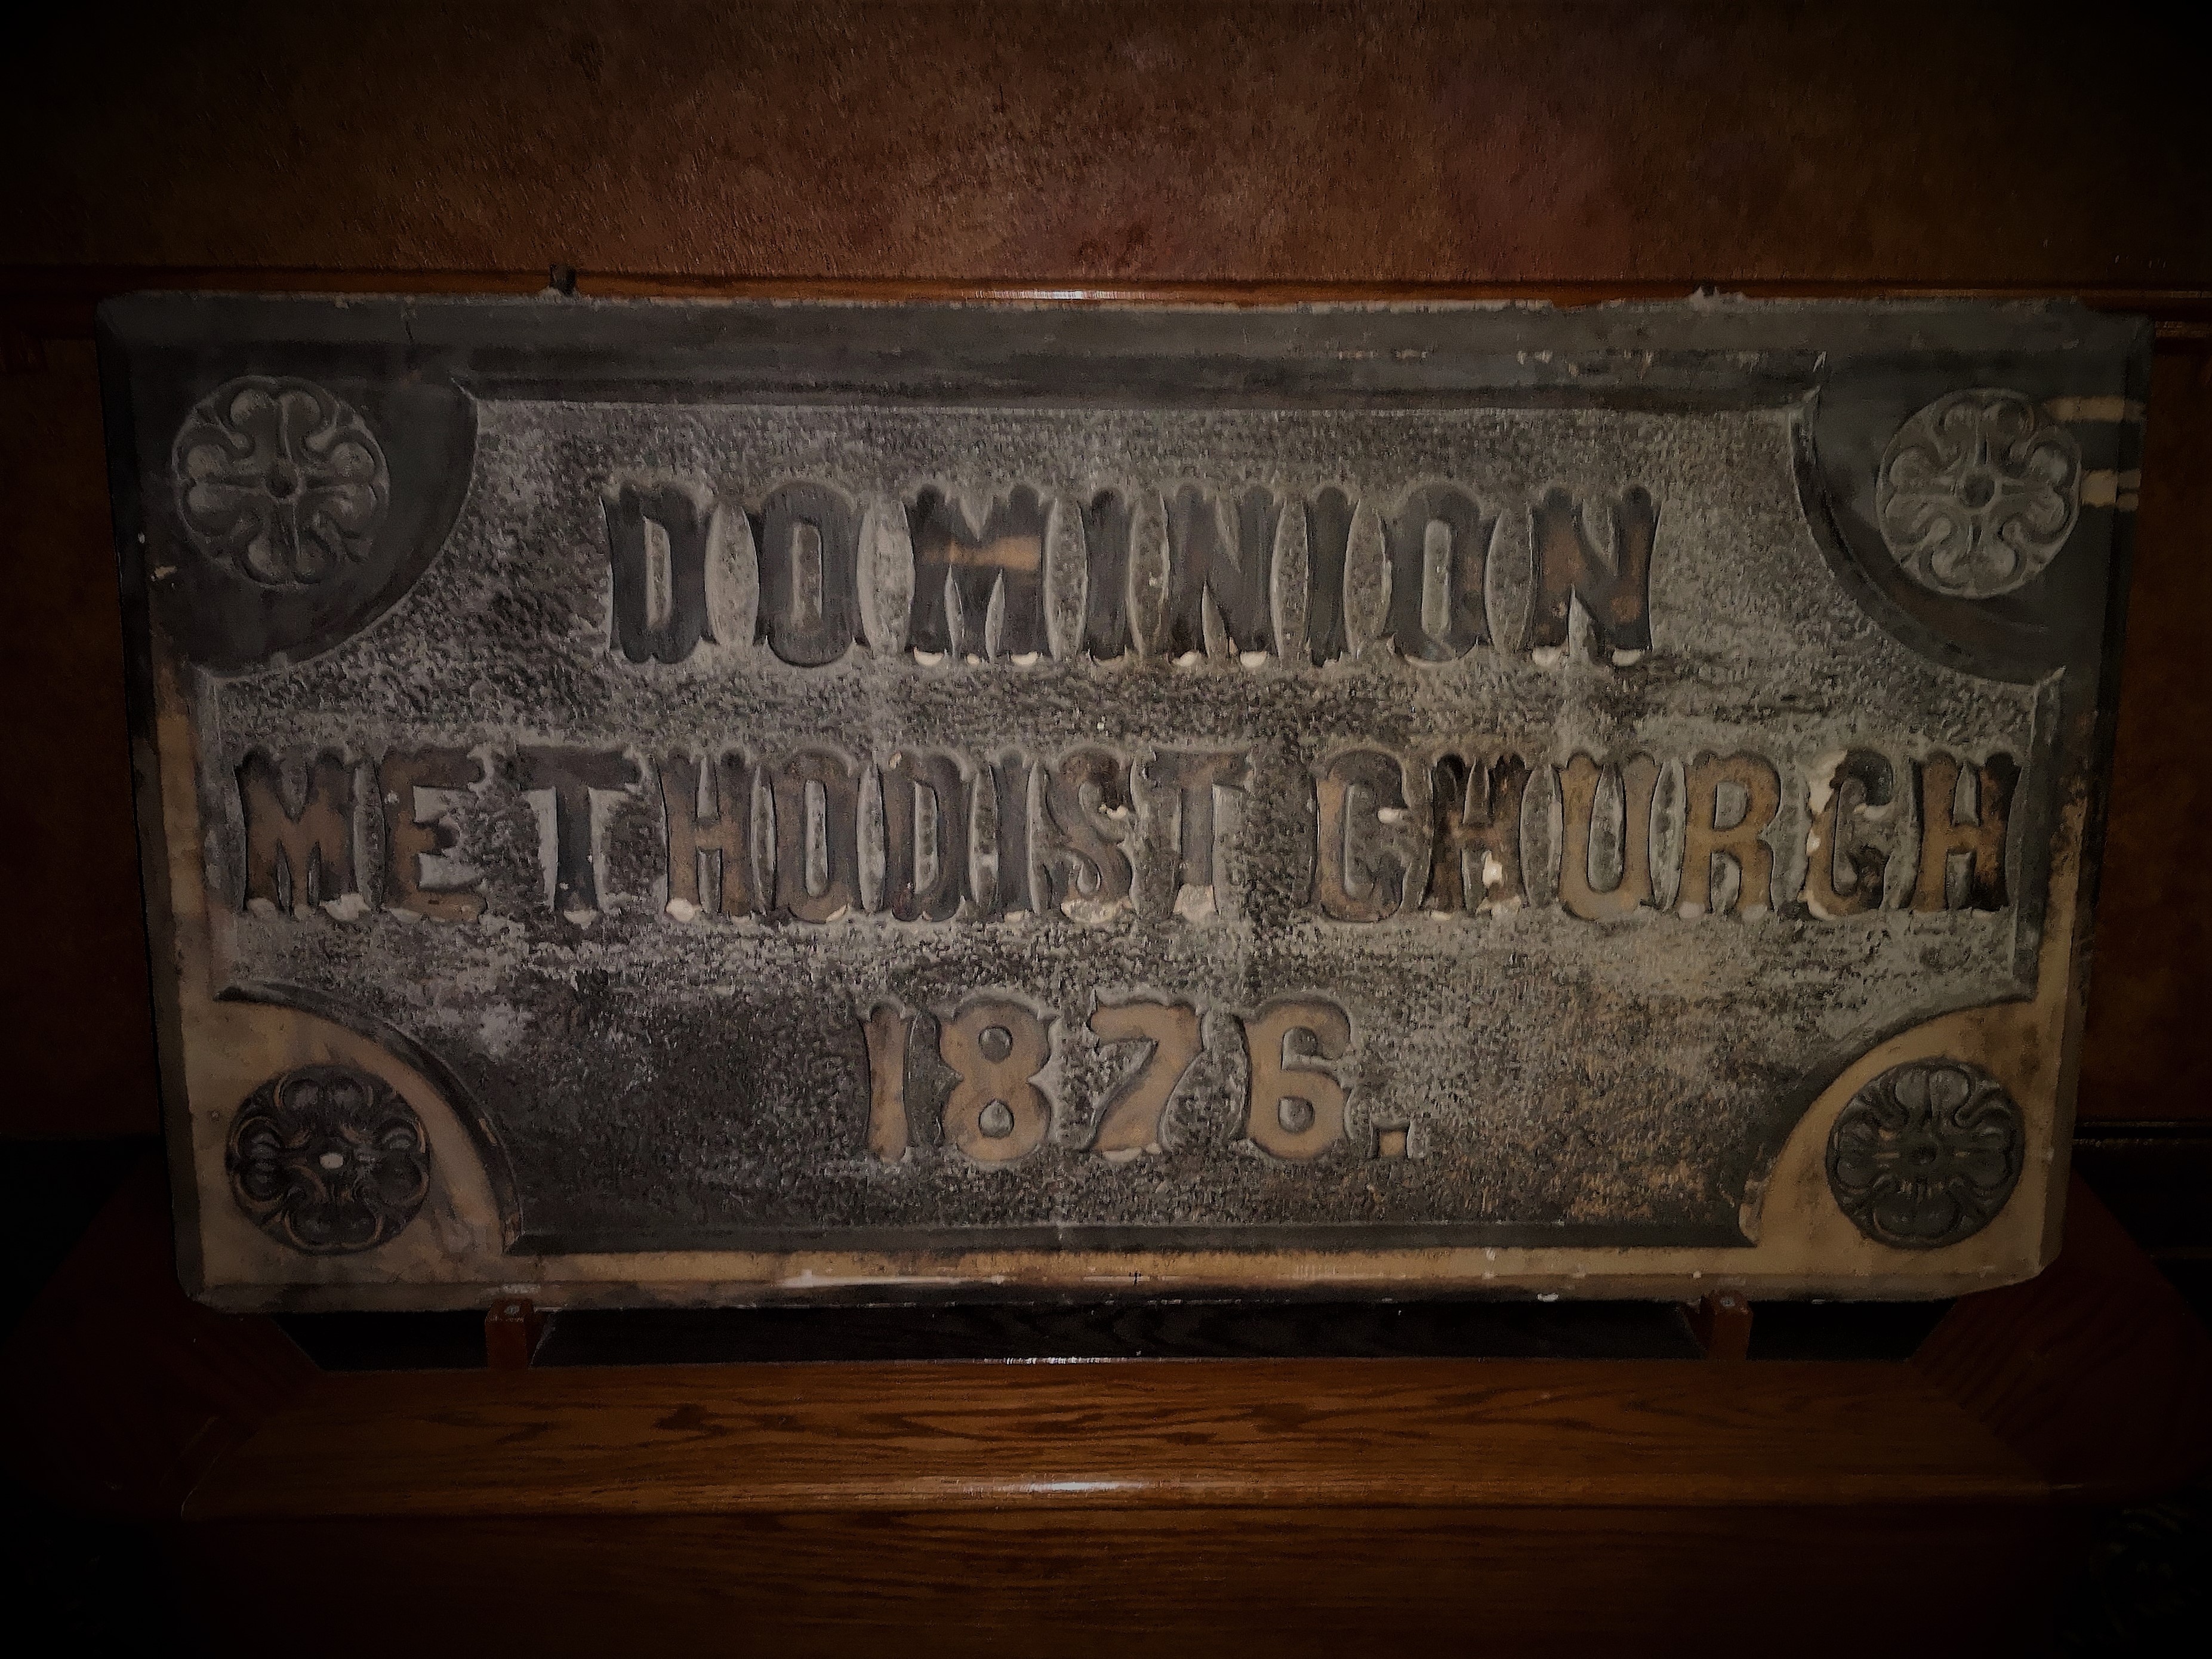 DOMINION
METHODIST CHURCH
1876.